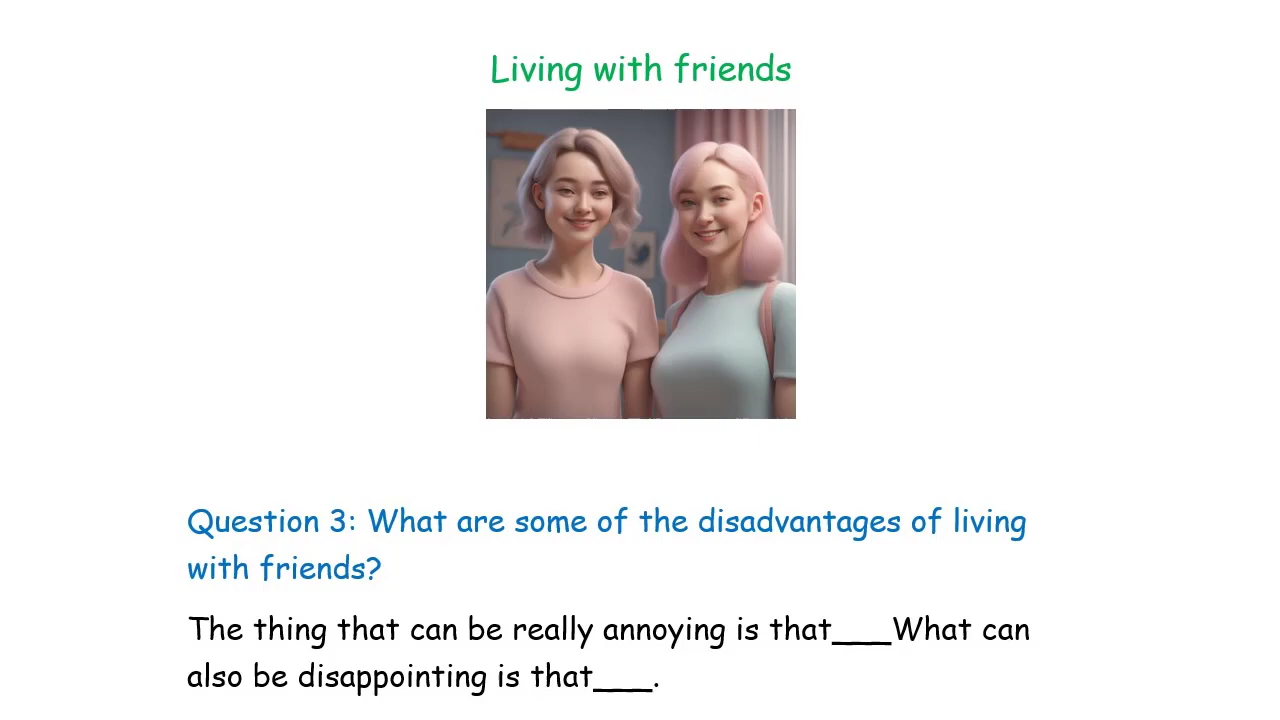 Living with friends
Question 3: What are some of the disadvantages of living
with friends?
The thing that can be really annoying is that___What can
also be disappointing is that___.